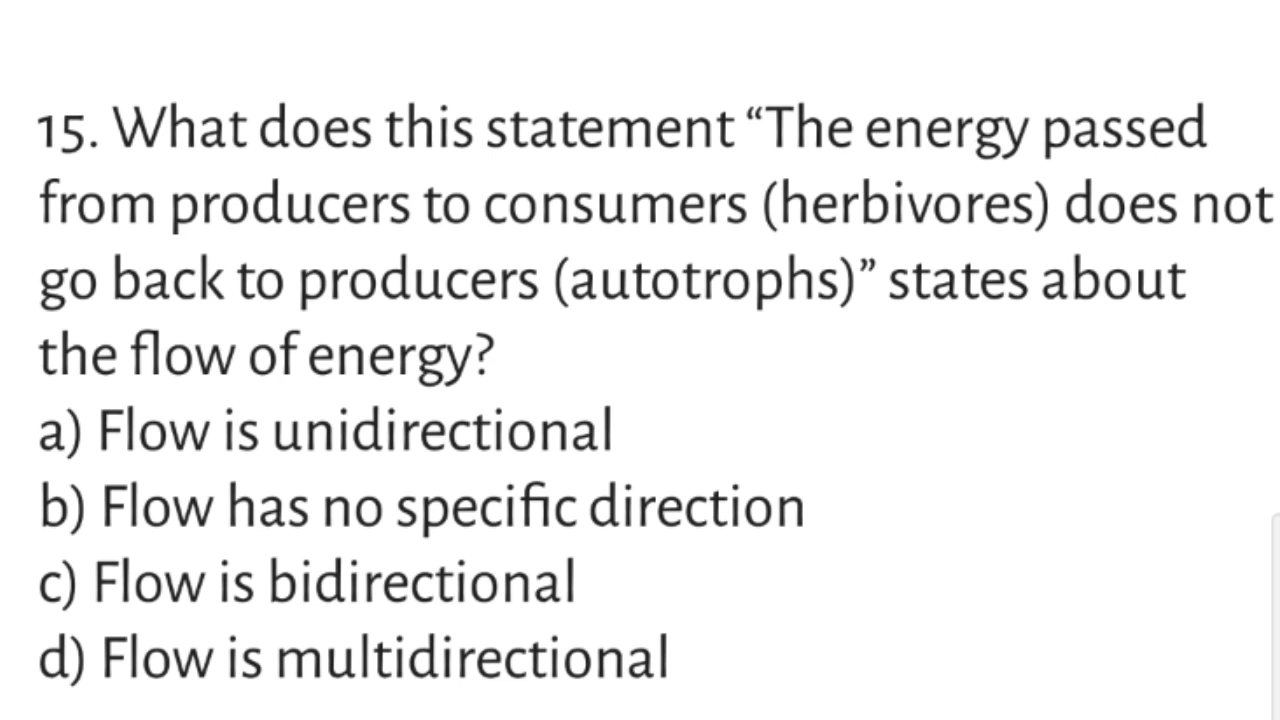 15. What does this statement “The energy passed
from producers to consumers (herbivores) does not
go back to producers (autotrophs)” states about
the flow of energy?
a) Flow is unidirectional
b) Flow has no specific direction
c) Flow is bidirectional
d) Flow is multidirectional